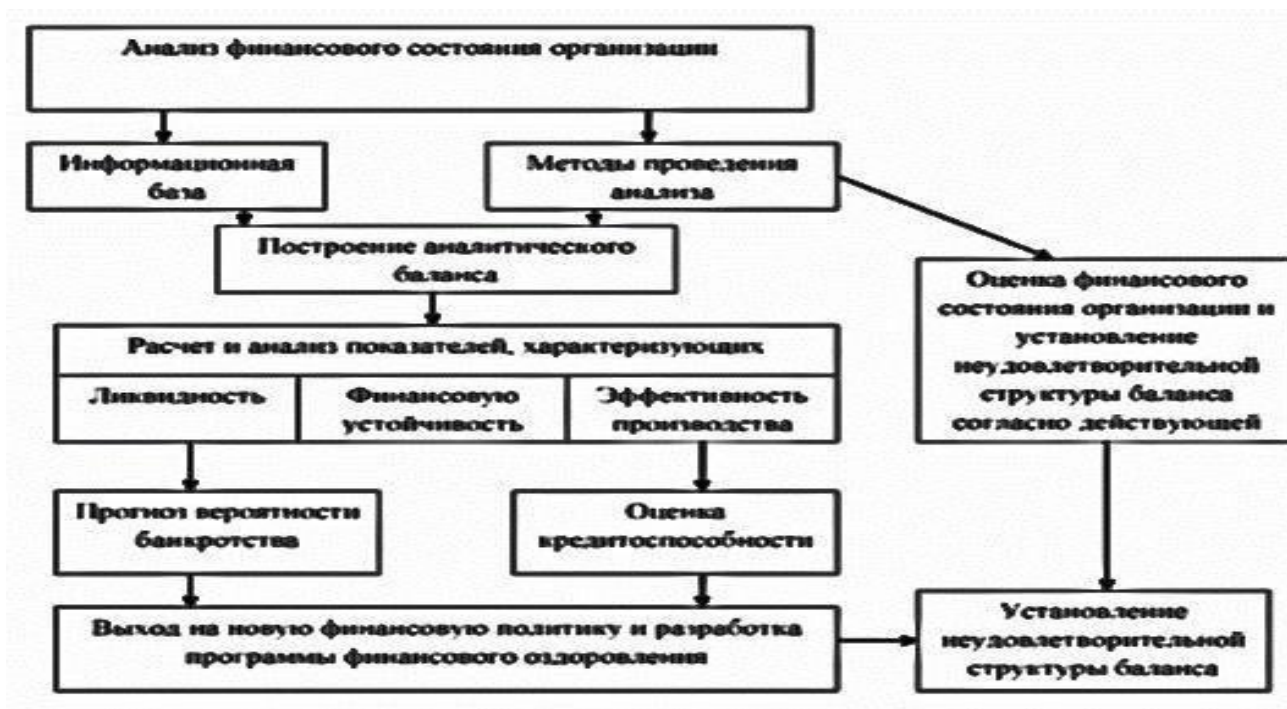 Анализ финансового состояния организации
Информационная
база
Методы проведения
анализа
Построение аналитического
баланса
Оценка финансового
состояния организации и
установление
неудовлетворительной
структуры баланса
согласно действующей
Расчет и анализ показателей, характеризующих
Ликвидность
Финансовую
устойчивость
Эффективность
производства
Прогноз вероятности
банкротства
Оценка
кредитоспособности
Выход на новую финансовую политику и разработка
программы финансового оздоровления
Установление
неудовлетворительной
структуры баланса